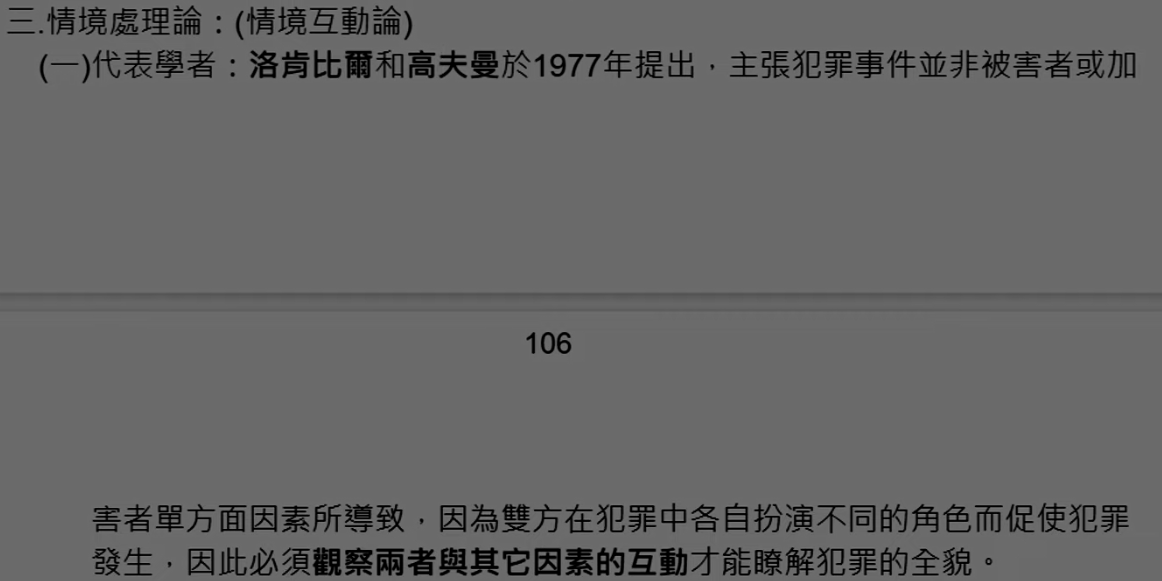 三.情境處理論：(情境互動論)
(一)代表學者：洛肯比爾和高夫曼於1977年提出，主張犯罪事件並非被害者或加
106
害者單方面因素所導致，因為雙方在犯罪中各自扮演不同的角色而促使犯罪
發生，因此必須觀察兩者與其它因素的互動才能瞭解犯罪的全貌。